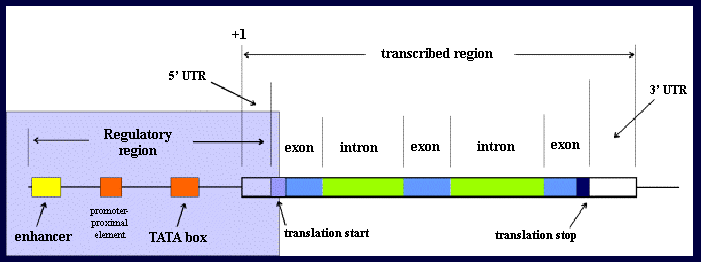 +1
transcribed region
5’ UTR
3’ UTR
Regulatory
region
exon
intron
exon
intron
exon
enhancer
promoter-
proximal
element
TATA box
translation start
translation stop